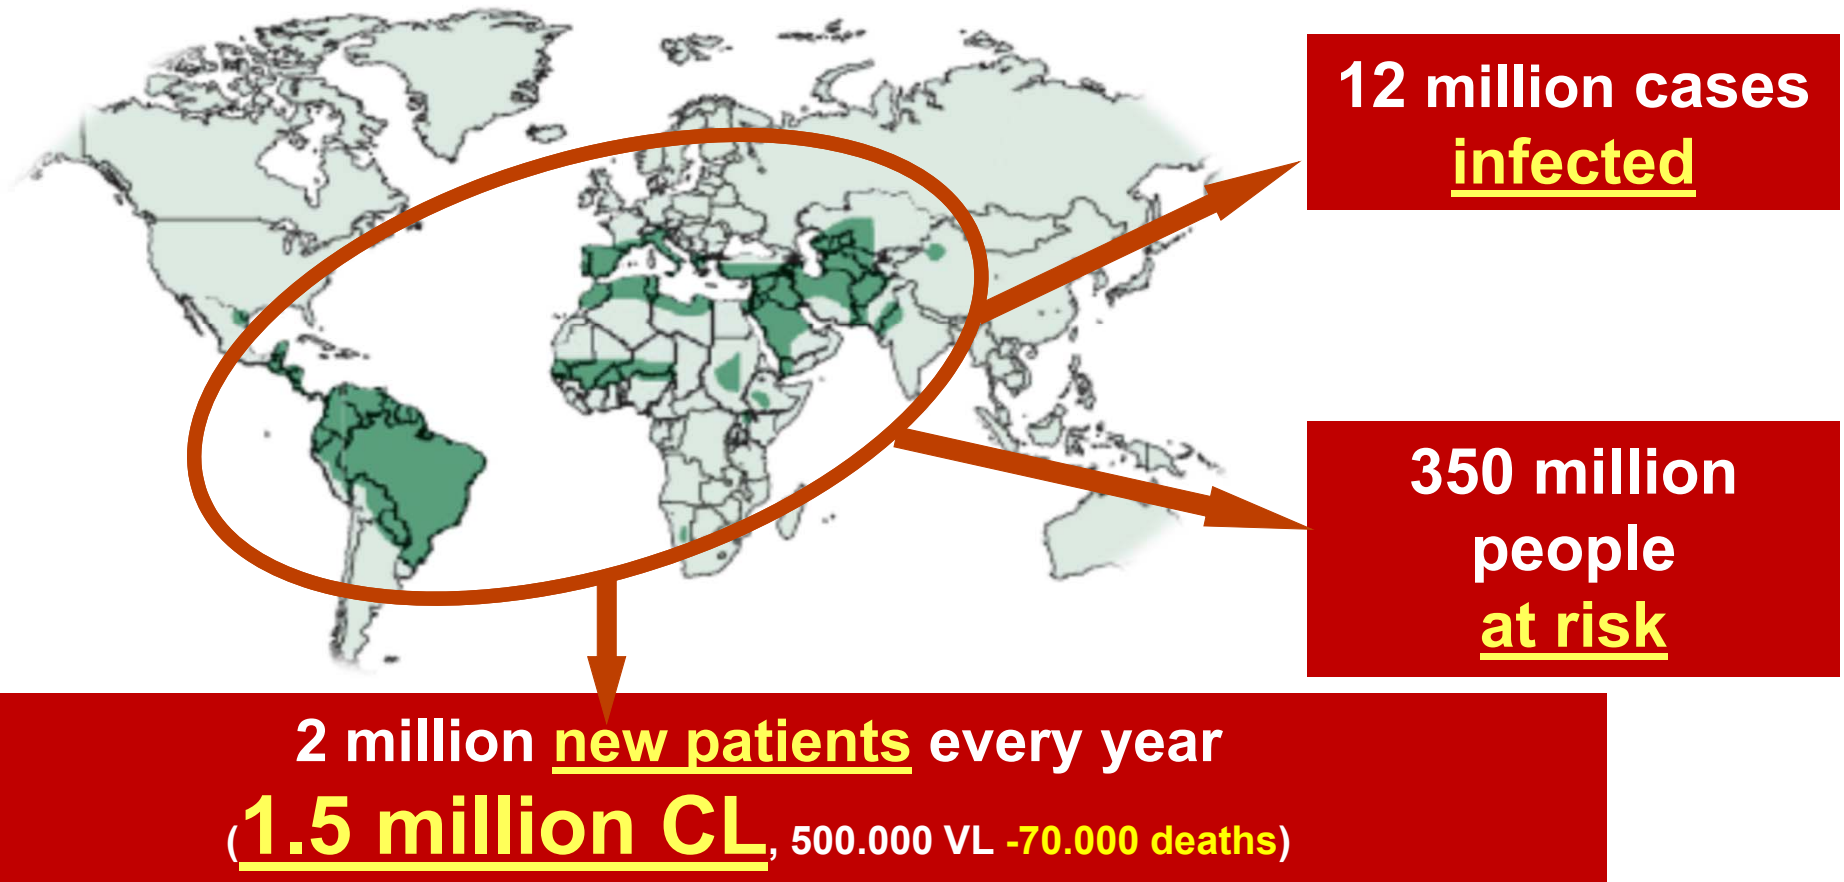 12 million cases
infected
350 million
people
at risk
2 million new patients every year
(1.5 million CL, 500.000 VL -70.000 deaths)